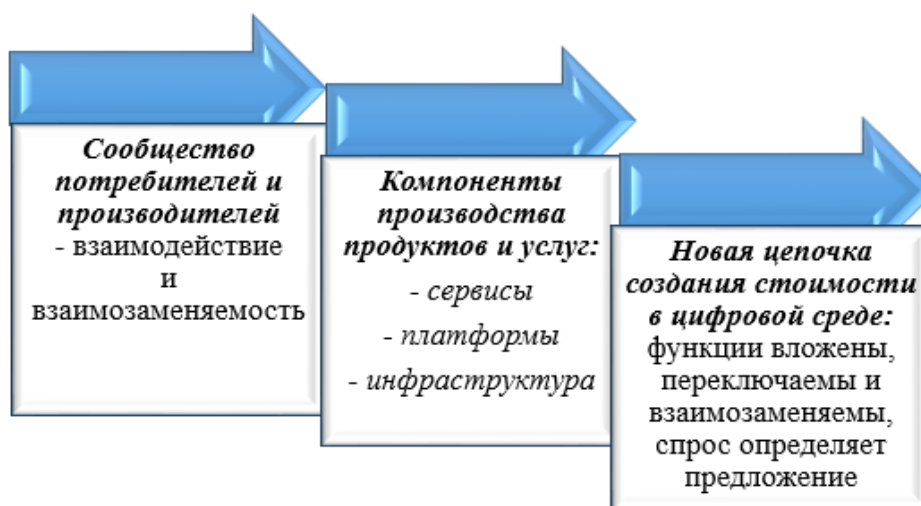 Сообщество
потребителей и
производителей
- взаимодействие
и
взаимозаменяемость
Компоненты
производства
продуктов и услуг:
- сервисы
- платформы
- инфраструктура
Новая цепочка
создания стоимости
в цифровой среде:
функции вложены,
переключаемы и
взаимозаменяемы,
спрос определяет
предложение